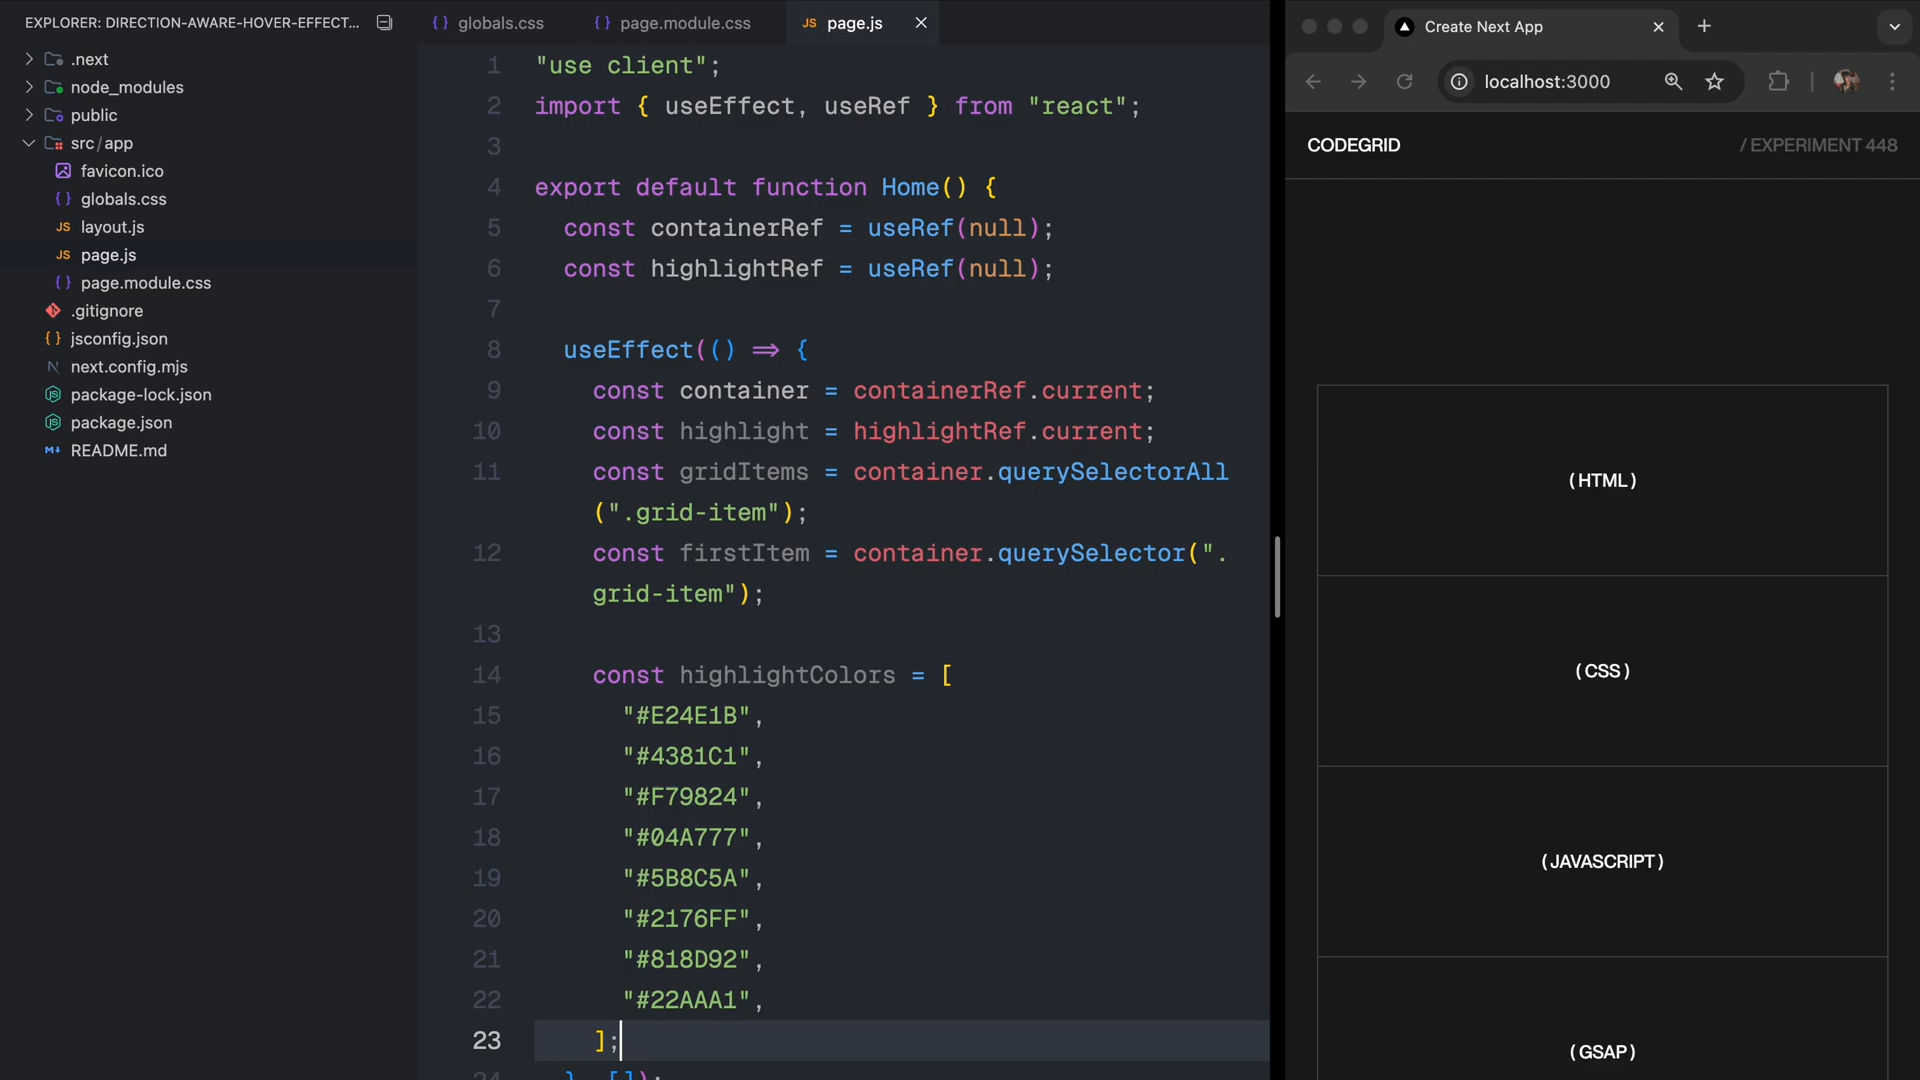 EXPLORER: DIRECTION-AWARE-HOVER-EFFECT...
.next
node_modules
public
src/app
favicon.ico
globals.css
JS layout.js
JS page.js
page.module.css
.gitignore
jsconfig.json
next.config.mjs
package-lock.json
package.json
README.md
{ } globals.css
{ } page.module.css
JS page.js
1 "use client";
2 import { useEffect, useRef } from "react";
3
4 export default function Home() {
5 const containerRef = useRef(null);
6 const highlightRef = useRef(null);
7
8 useEffect(() => {
9 const container = containerRef.current;
10 const highlight = highlightRef.current;
11 const gridItems = container.querySelectorAll
(".grid-item");
12 const firstItem = container.querySelector(".
grid-item");
13
14 const highlightColors = [
15 "#E24E1B",
16 "#4381C1",
17 "#F79824",
18 "#04A777",
19 "#5B8C5A",
20 "#2176FF",
21 "#818D92",
22 "#22AAA1",
23 ];
24 }, []);
Create Next App
localhost:3000
CODEGRID
/ EXPERIMENT 448
( HTML )
( CSS )
( JAVASCRIPT )
( GSAP )